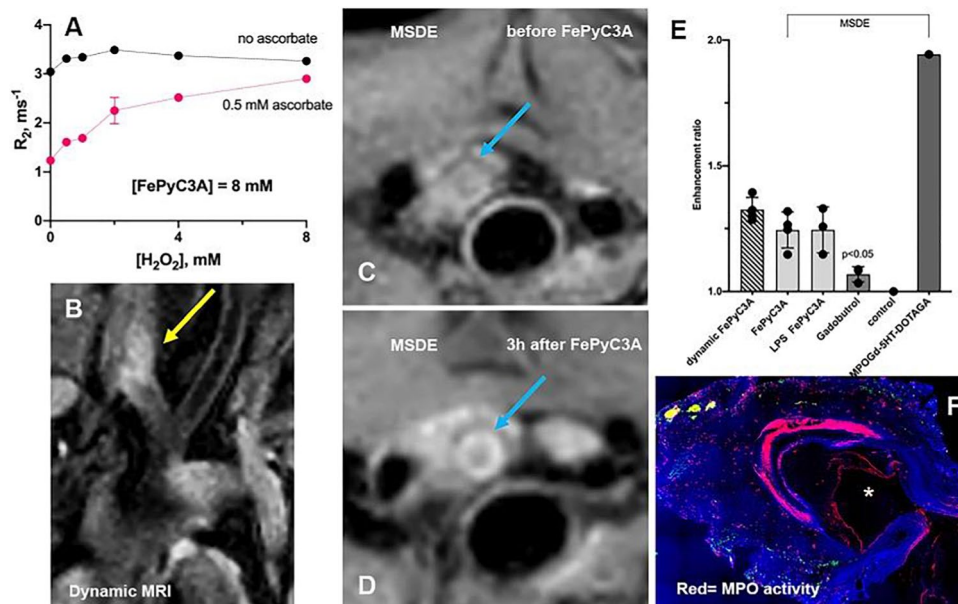 A
4
3
2
1
0
R2, ms-1
no ascorbate
0.5 mM ascorbate
[FePyC3A] = 8 mM
0
4
8
[H2O2], mM
B
Dynamic MRI
MSDE
before FePyC3A
C
MSDE
3h after FePyC3A
D
E
MSDE
2.0
1.5
1.0
Enhancement ratio
p<0.05
dynamic FePyC3A
FePyC3A
LPS FePyC3A
Gadobutrol
control
MPOGd-5HT-DOTAGA
F
*
Red= MPO activity